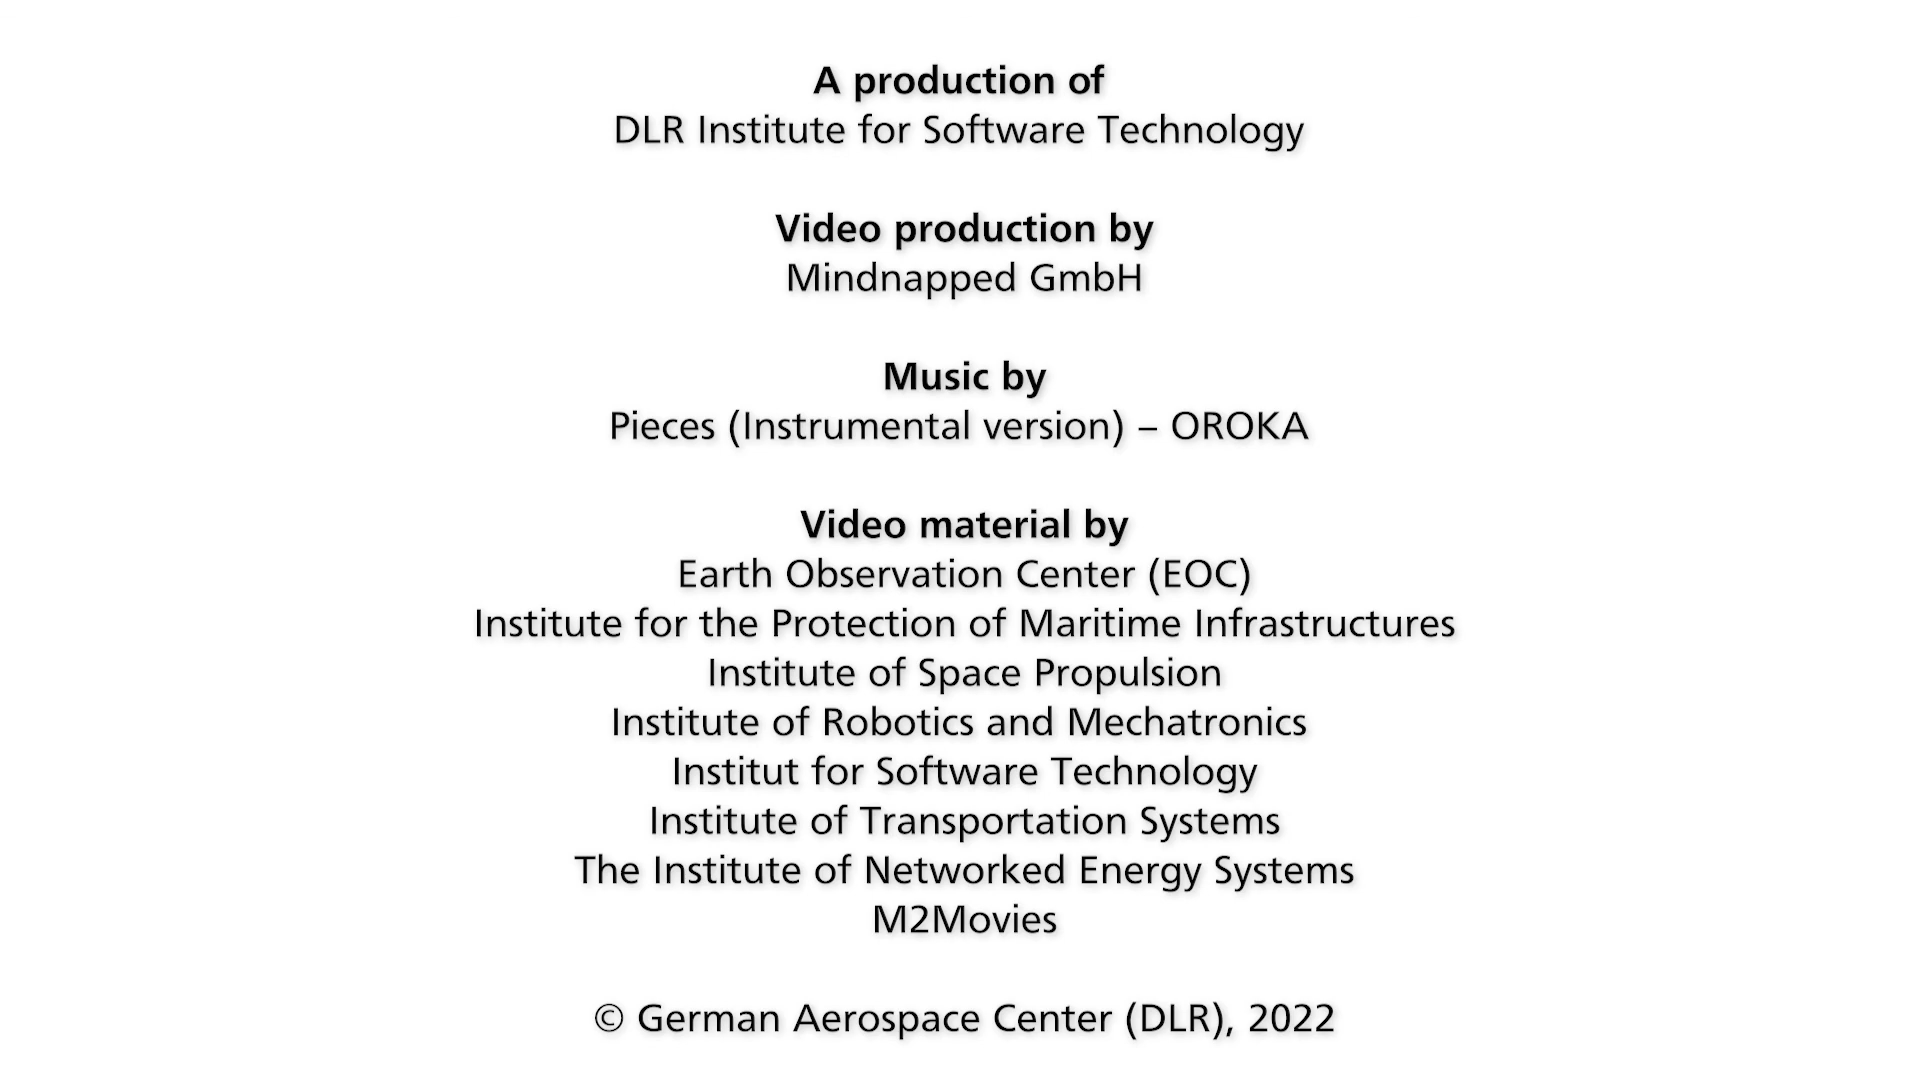 A production of
DLR Institute for Software Technology
Video production by
Mindnapped GmbH
Music by
Pieces (Instrumental version) – OROKA
Video material by
Earth Observation Center (EOC)
Institute for the Protection of Maritime Infrastructures
Institute of Space Propulsion
Institute of Robotics and Mechatronics
Institut for Software Technology
Institute of Transportation Systems
The Institute of Networked Energy Systems
M2Movies
© German Aerospace Center (DLR), 2022